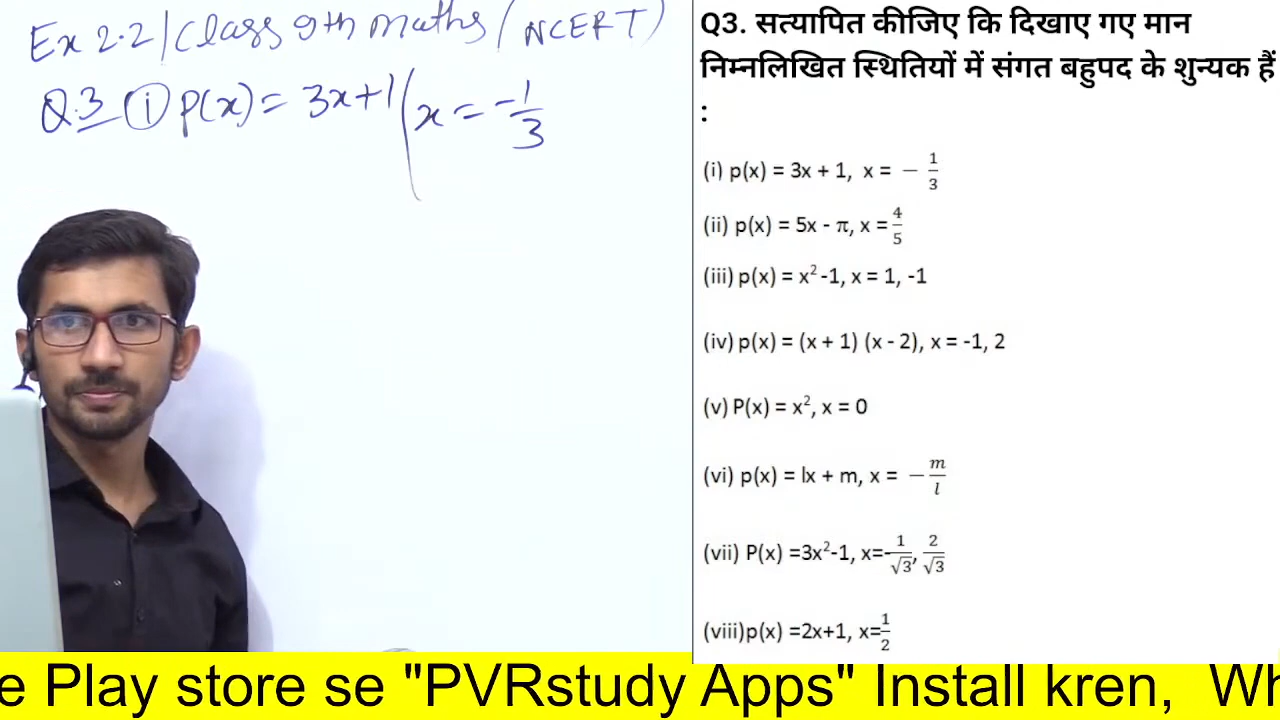 Ex 2.2 | Class 9th Maths (NCERT)
Q.3 (i) p(x) = 3x+1 ( x = -1/3
Q3. सत्यापित कीजिए कि दिखाए गए मान
निम्नलिखित स्थितियों में संगत बहुपद के शुन्यक हैं
:
(i) p(x) = 3x + 1, x = - 1/3
(ii) p(x) = 5x - π, x = 4/5
(iii) p(x) = x² -1, x = 1, -1
(iv) p(x) = (x + 1) (x - 2), x = -1, 2
(v) P(x) = x², x = 0
(vi) p(x) = lx + m, x = - m/l
(vii) P(x) =3x²-1, x=-1/√3, 2/√3
(viii)p(x) =2x+1, x=1/2
e Play store se "PVRstudy Apps" Install kren, Wh